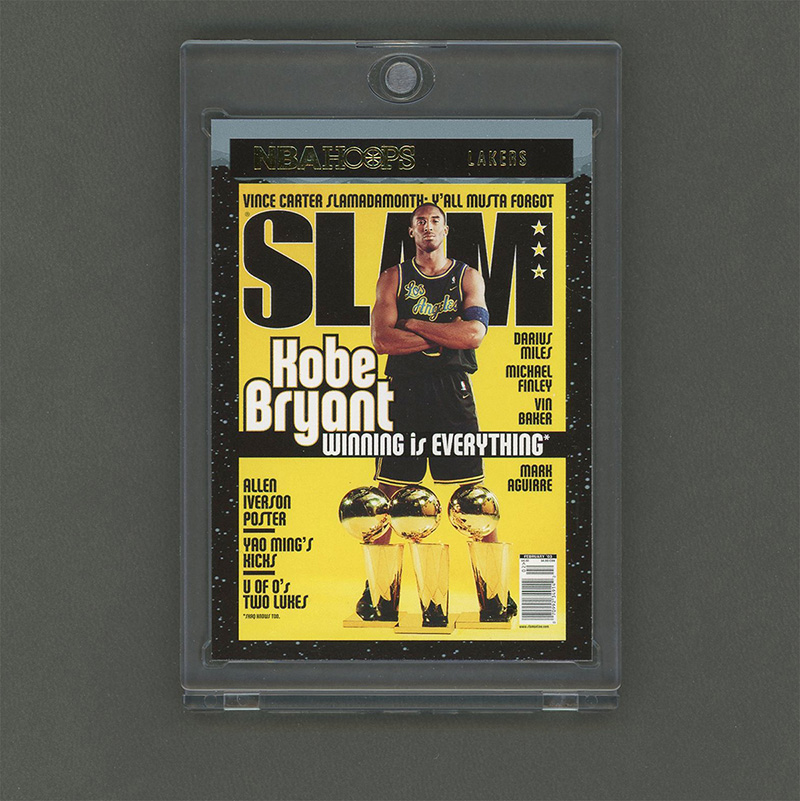 NBA HOOPS LAKERS
VINCE CARTER SLAMADAMONTH: Y'ALL MUSTA FORGOT
SLAM
Los
Angeles
Kobe
Bryant
WINNING is EVERYTHING*
DARIUS
MILES
MICHAEL
FINLEY
VIN
BAKER
MARK
AGUIRRE
ALLEN
IVERSON
POSTER
YAO MING'S
KICKS
U OF O'S
TWO LUKES
*SHAQ KNOWS TOO.
FEBRUARY '03